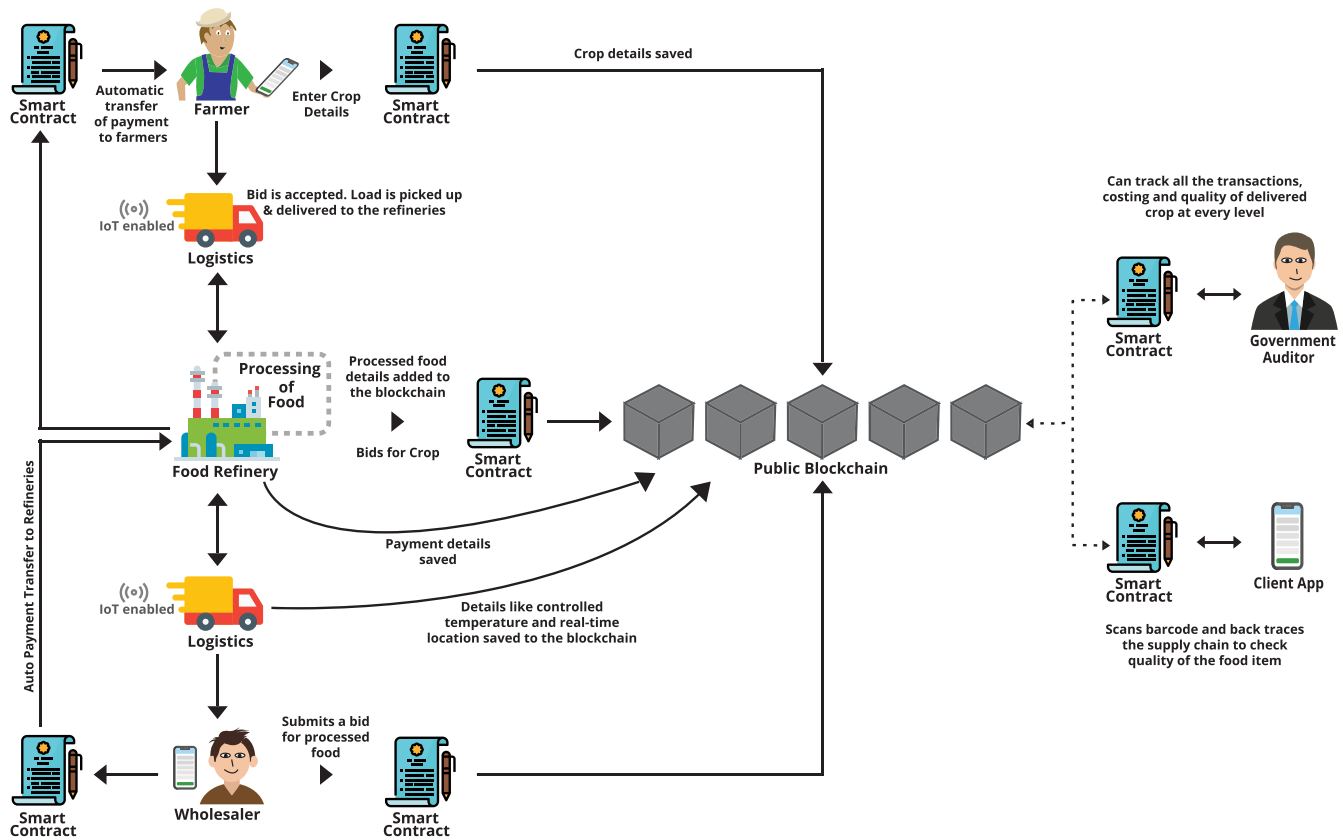 Smart
Contract
Automatic
transfer
of payment
to farmers
Farmer
Enter Crop
Details
Smart
Contract
Crop details saved
Bid is accepted. Load is picked up
& delivered to the refineries
IoT enabled
Logistics
Can track all the transactions,
costing and quality of delivered
crop at every level
Smart
Contract
Government
Auditor
Processing
of
Food
Food Refinery
Processed food
details added to
the blockchain
Bids for Crop
Smart
Contract
Public Blockchain
Payment details
saved
Auto Payment Transfer to Refineries
IoT enabled
Logistics
Details like controlled
temperature and real-time
location saved to the blockchain
Smart
Contract
Client App
Scans barcode and back traces
the supply chain to check
quality of the food item
Smart
Contract
Wholesaler
Submits a bid
for processed
food
Smart
Contract